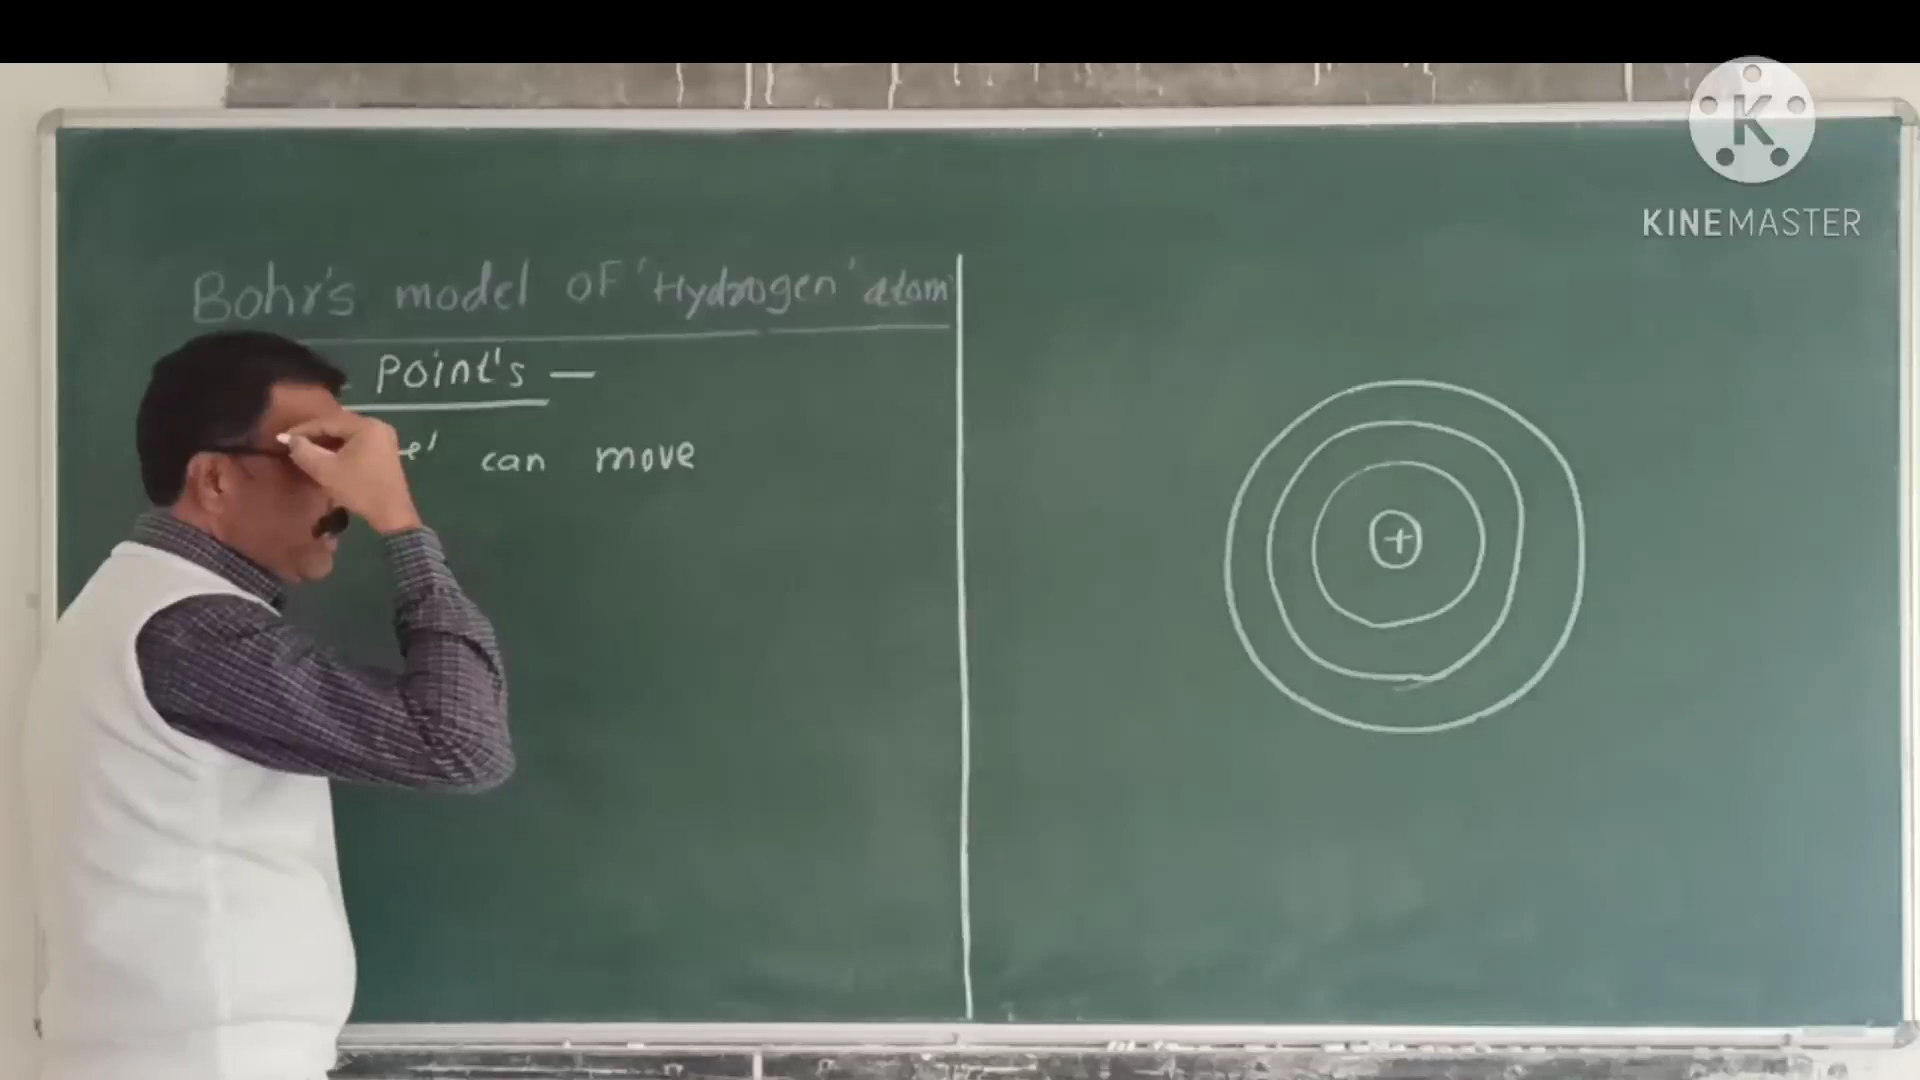 Bohr's model of 'Hydrogen' atom
Point's —
e' can move
+
K
KINEMASTER